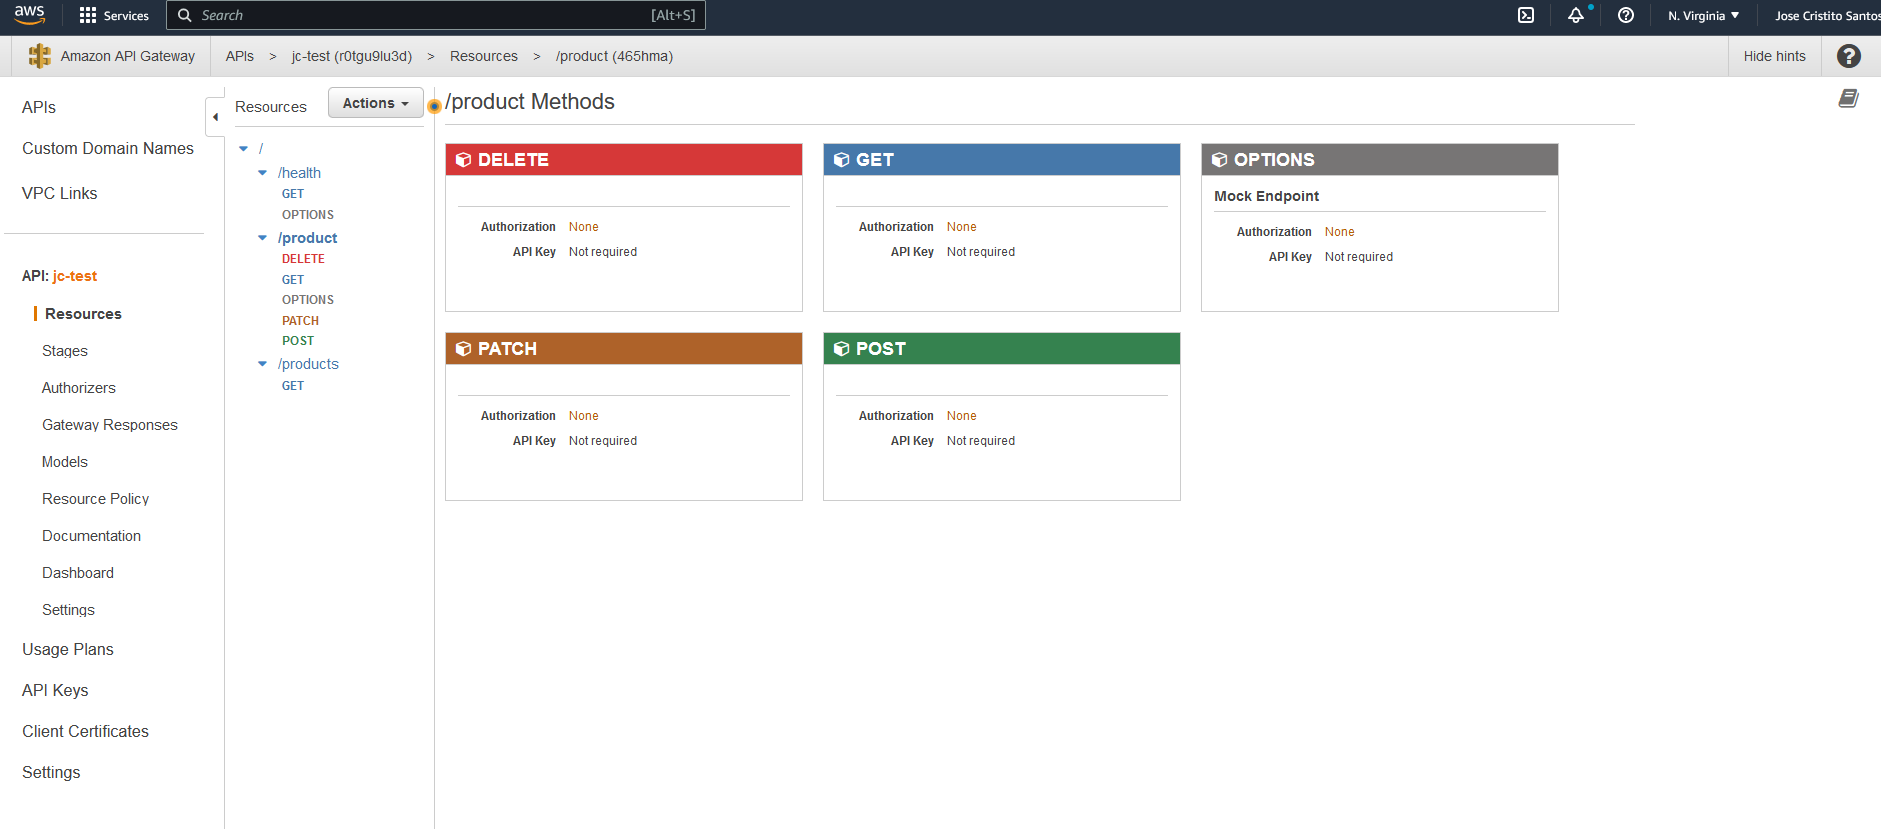 aws Services Search [Alt+S] N. Virginia Jose Cristito Santos
Amazon API Gateway APIs > jc-test (r0tgu9lu3d) > Resources > /product (465hma) Hide hints
APIs
Custom Domain Names
VPC Links
API: jc-test
Resources
Stages
Authorizers
Gateway Responses
Models
Resource Policy
Documentation
Dashboard
Settings
Usage Plans
API Keys
Client Certificates
Settings
Resources Actions
/
/health
GET
OPTIONS
/product
DELETE
GET
OPTIONS
PATCH
POST
/products
GET
/product Methods
DELETE
Authorization None
API Key Not required
GET
Authorization None
API Key Not required
OPTIONS
Mock Endpoint
Authorization None
API Key Not required
PATCH
Authorization None
API Key Not required
POST
Authorization None
API Key Not required